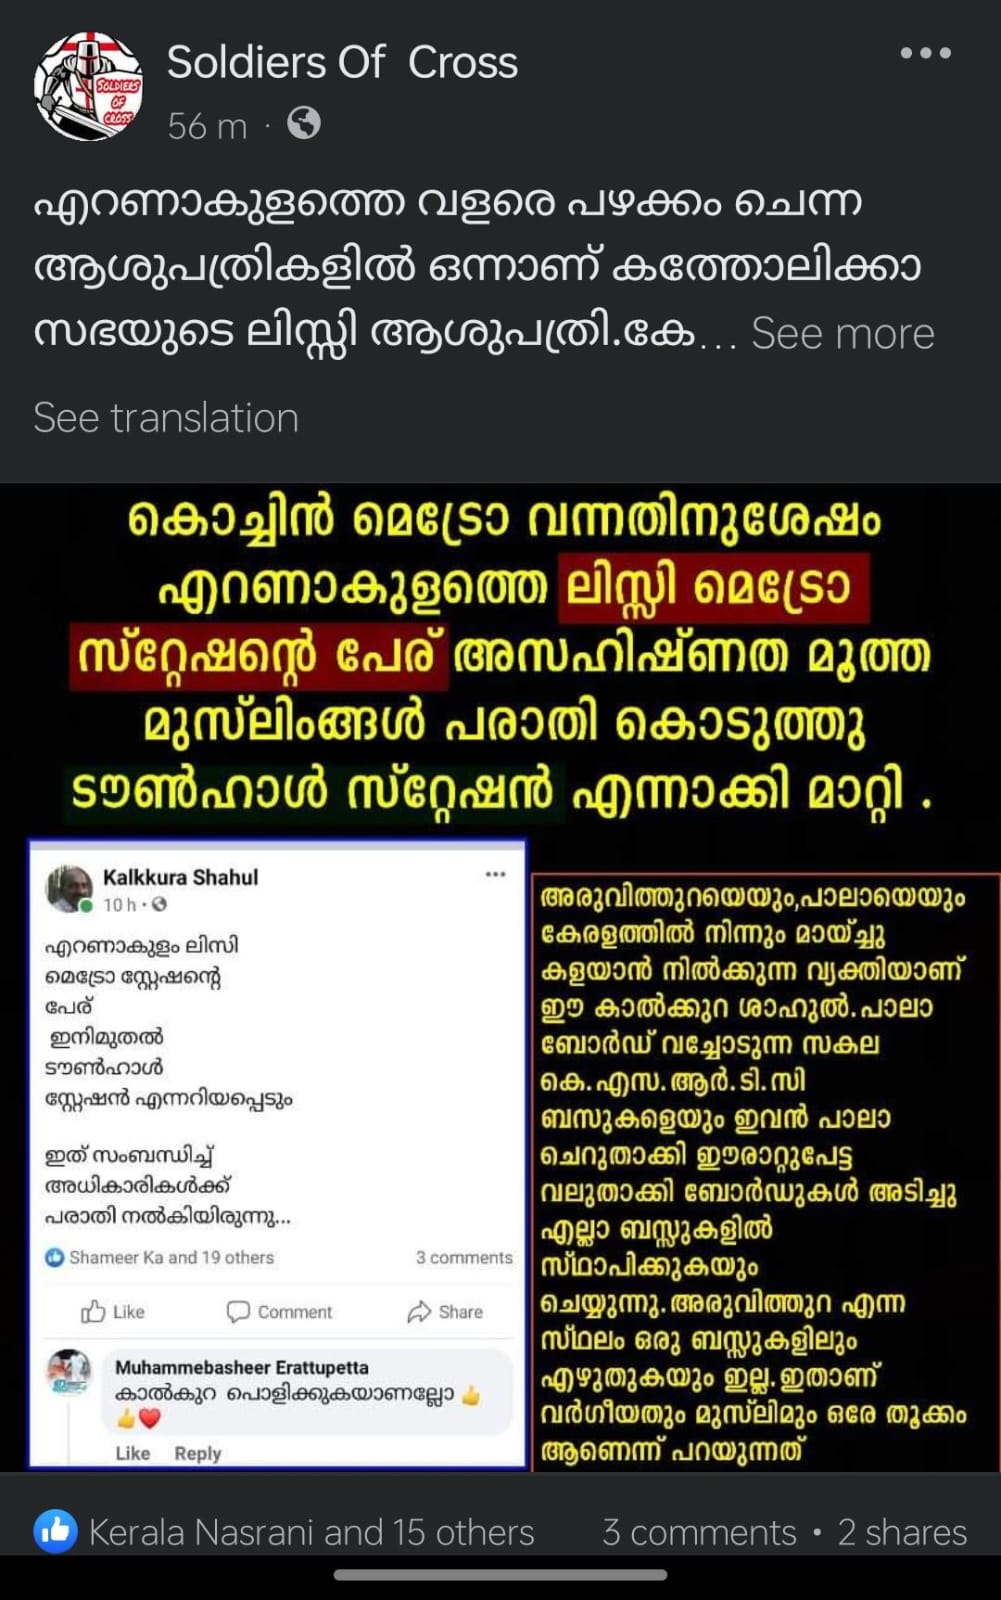 Soldiers Of Cross
56 m ·
SOLDIERS
OF
CROSS
എറണാകുളത്തെ വളരെ പഴക്കം ചെന്ന
ആശുപത്രികളിൽ ഒന്നാണ് കത്തോലിക്കാ
സഭയുടെ ലിസ്സി ആശുപത്രി.കേ... See more
See translation
കൊച്ചിൻ മെട്രോ വന്നതിനുശേഷം
എറണാകുളത്തെ ലിസ്സി മെട്രോ
സ്റ്റേഷന്റെ പേര് അസഹിഷ്ണത മൂത്ത
മുസ്ലിംങ്ങൾ പരാതി കൊടുത്തു
ടൗൺഹാൾ സ്റ്റേഷൻ എന്നാക്കി മാറ്റി .
Kalkkura Shahul
10 h ·
എറണാകുളം ലിസി
മെട്രോ സ്റ്റേഷന്റെ
പേര്
ഇനിമുതൽ
ടൗൺഹാൾ
സ്റ്റേഷൻ എന്നറിയപ്പെടും
ഇത് സംബന്ധിച്ച്
അധികാരികൾക്ക്
പരാതി നൽകിയിരുന്നു...
Shameer Ka and 19 others 3 comments
Like Comment Share
Muhammebasheer Erattupetta
കാൽകുറ പൊളിക്കുകയാണല്ലോ 👍
👍❤️
Like Reply
അരുവിത്തുറയെയും,പാലായെയും
കേരളത്തിൽ നിന്നും മായ്ച്ചു
കളയാൻ നിൽക്കുന്ന വ്യക്തിയാണ്
ഈ കാൽക്കുറ ശാഹുൽ.പാലാ
ബോർഡ് വച്ചോടുന്ന സകല
കെ.എസ.ആർ.ടി.സി
ബസുകളെയും ഇവൻ പാലാ
ചെറുതാക്കി ഈരാറ്റുപേട്ട
വലുതാക്കി ബോർഡുകൾ അടിച്ചു
എല്ലാ ബസ്സുകളിൽ
സ്ഥാപിക്കുകയും
ചെയ്യുന്നു.അരുവിത്തുറ എന്ന
സ്ഥലം ഒരു ബസ്സുകളിലും
എഴുതുകയും ഇല്ല.ഇതാണ്
വർഗീയതും മുസ്ലിമും ഒരേ തൂക്കം
ആണെന്ന് പറയുന്നത്
Kerala Nasrani and 15 others 3 comments • 2 shares